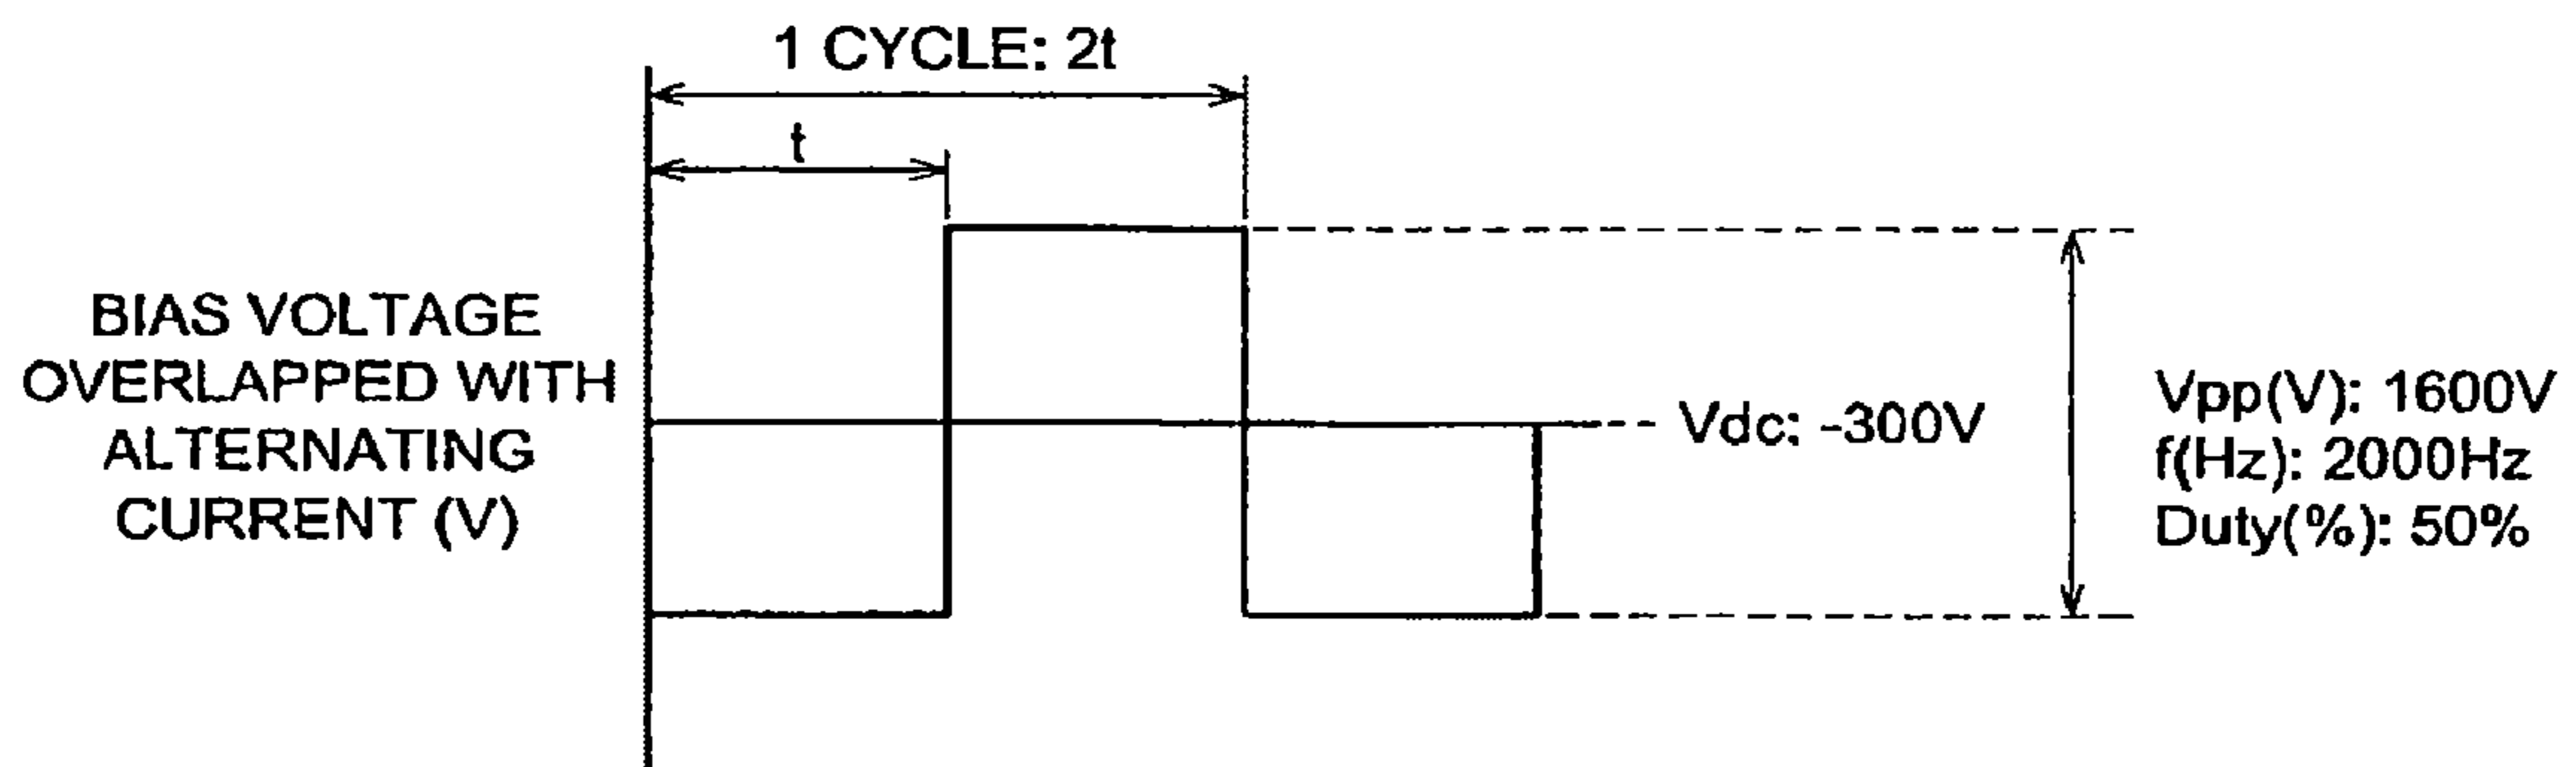 1 CYCLE: 2t
t
BIAS VOLTAGE
OVERLAPPED WITH
ALTERNATING
CURRENT (V)
Vdc: -300V
Vpp(V): 1600V
f(Hz): 2000Hz
Duty(%): 50%